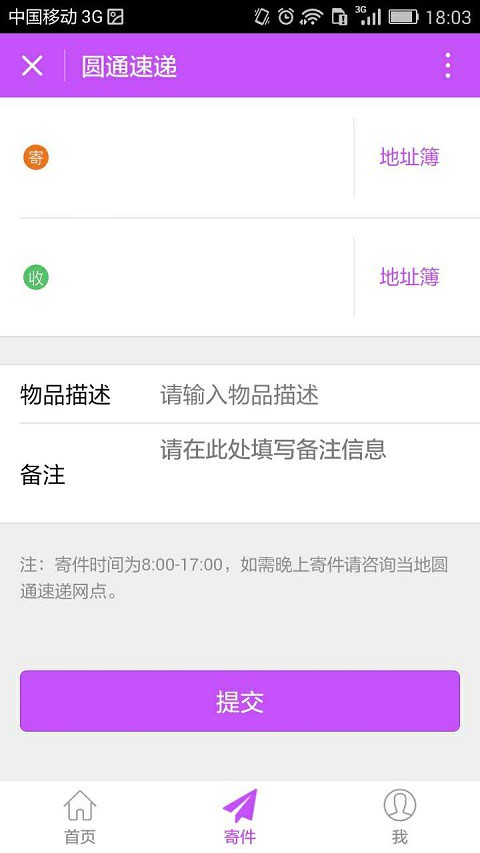 中国移动 3G 3G 18:03
圆通速递
寄 地址簿
收 地址簿
物品描述 请输入物品描述
请在此处填写备注信息
备注
注：寄件时间为8:00-17:00，如需晚上寄件请咨询当地圆
通速递网点。
提交
首页 寄件 我